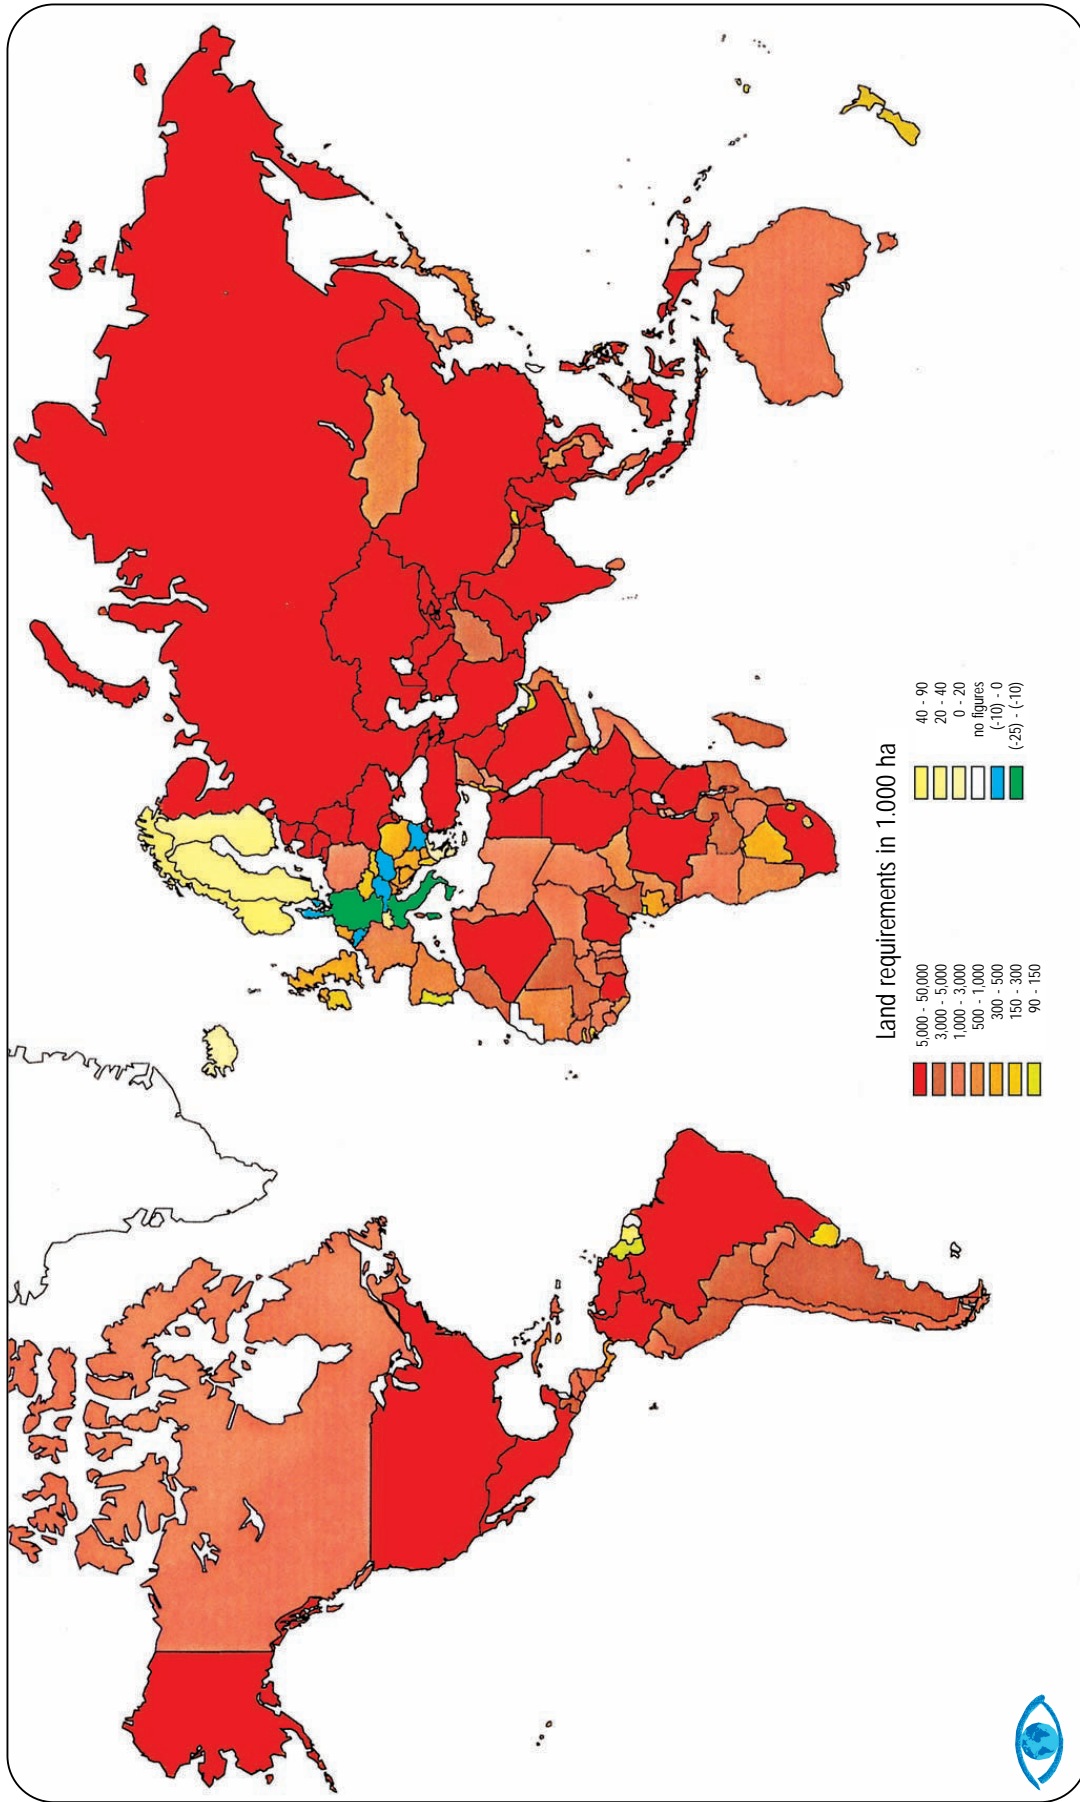 Land requirements in 1.000 ha
5,000 - 50,000
3,000 - 5,000
1,000 - 3,000
500 - 1,000
300 - 500
150 - 300
90 - 150
40 - 90
20 - 40
0 - 20
no figures
(-10) - 0
(-25) - (-10)